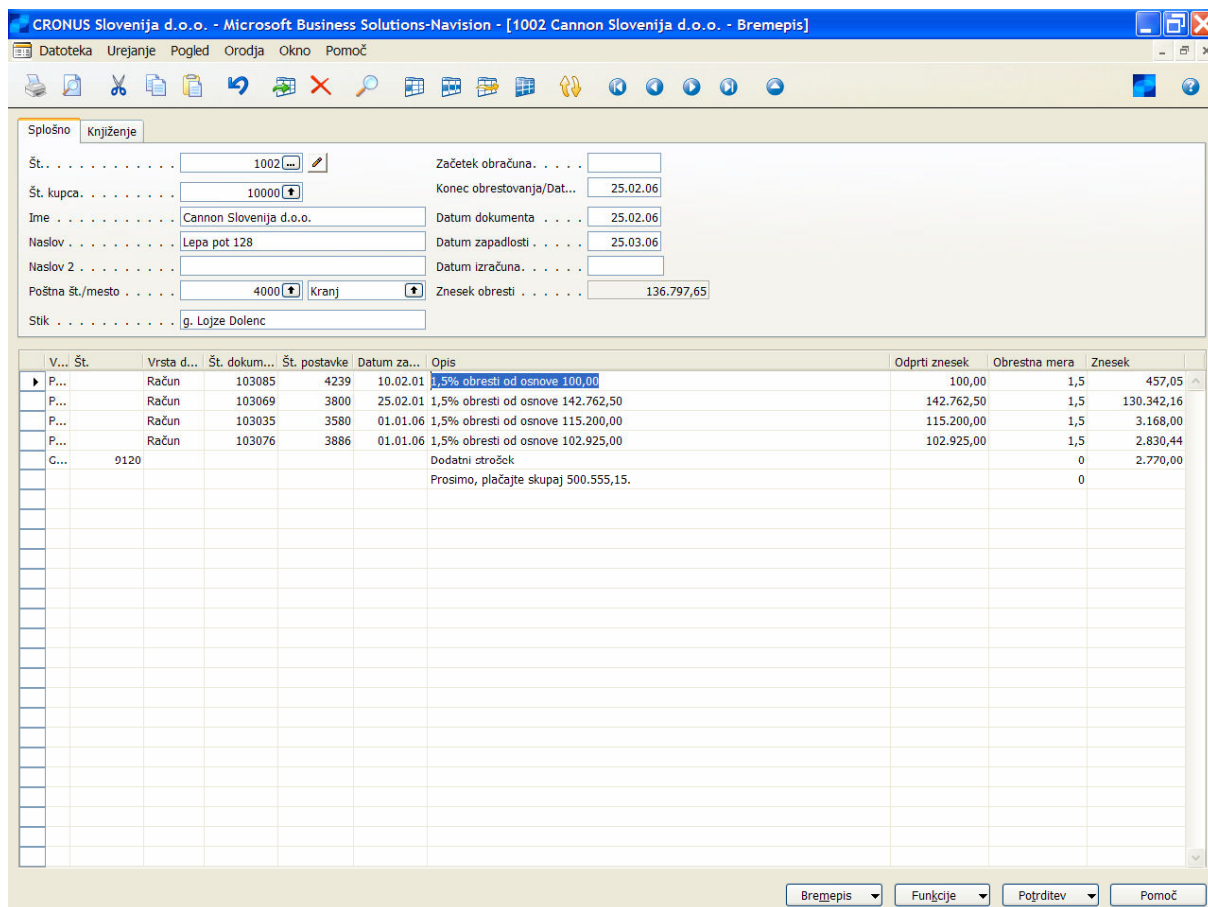 CRONUS Slovenija d.o.o. - Microsoft Business Solutions-Navision - [1002 Cannon Slovenija d.o.o. - Bremepis]
Datoteka Urejanje Pogled Orodja Okno Pomoč
Splošno Knjiženje
Št. 1002 ... Začetek obračuna
Št. kupca 10000 Konec obrestovanja/Dat... 25.02.06
Ime Cannon Slovenija d.o.o. Datum dokumenta 25.02.06
Naslov Lepa pot 128 Datum zapadlosti 25.03.06
Naslov 2 Datum izračuna
Poštna št./mesto 4000 Kranj Znesek obresti 136.797,65
Stik g. Lojze Dolenc
V... Št. Vrsta d... Št. dokum... Št. postavke Datum za... Opis Odprti znesek Obrestna mera Znesek
P... Račun 103085 4239 10.02.01 1,5% obresti od osnove 100,00 100,00 1,5 457,05
P... Račun 103069 3800 25.02.01 1,5% obresti od osnove 142.762,50 142.762,50 1,5 130.342,16
P... Račun 103035 3580 01.01.06 1,5% obresti od osnove 115.200,00 115.200,00 1,5 3.168,00
P... Račun 103076 3886 01.01.06 1,5% obresti od osnove 102.925,00 102.925,00 1,5 2.830,44
G... 9120 Dodatni strošek 0 2.770,00
Prosimo, plačajte skupaj 500.555,15. 0
Bremepis Funkcije Potrditev Pomoč